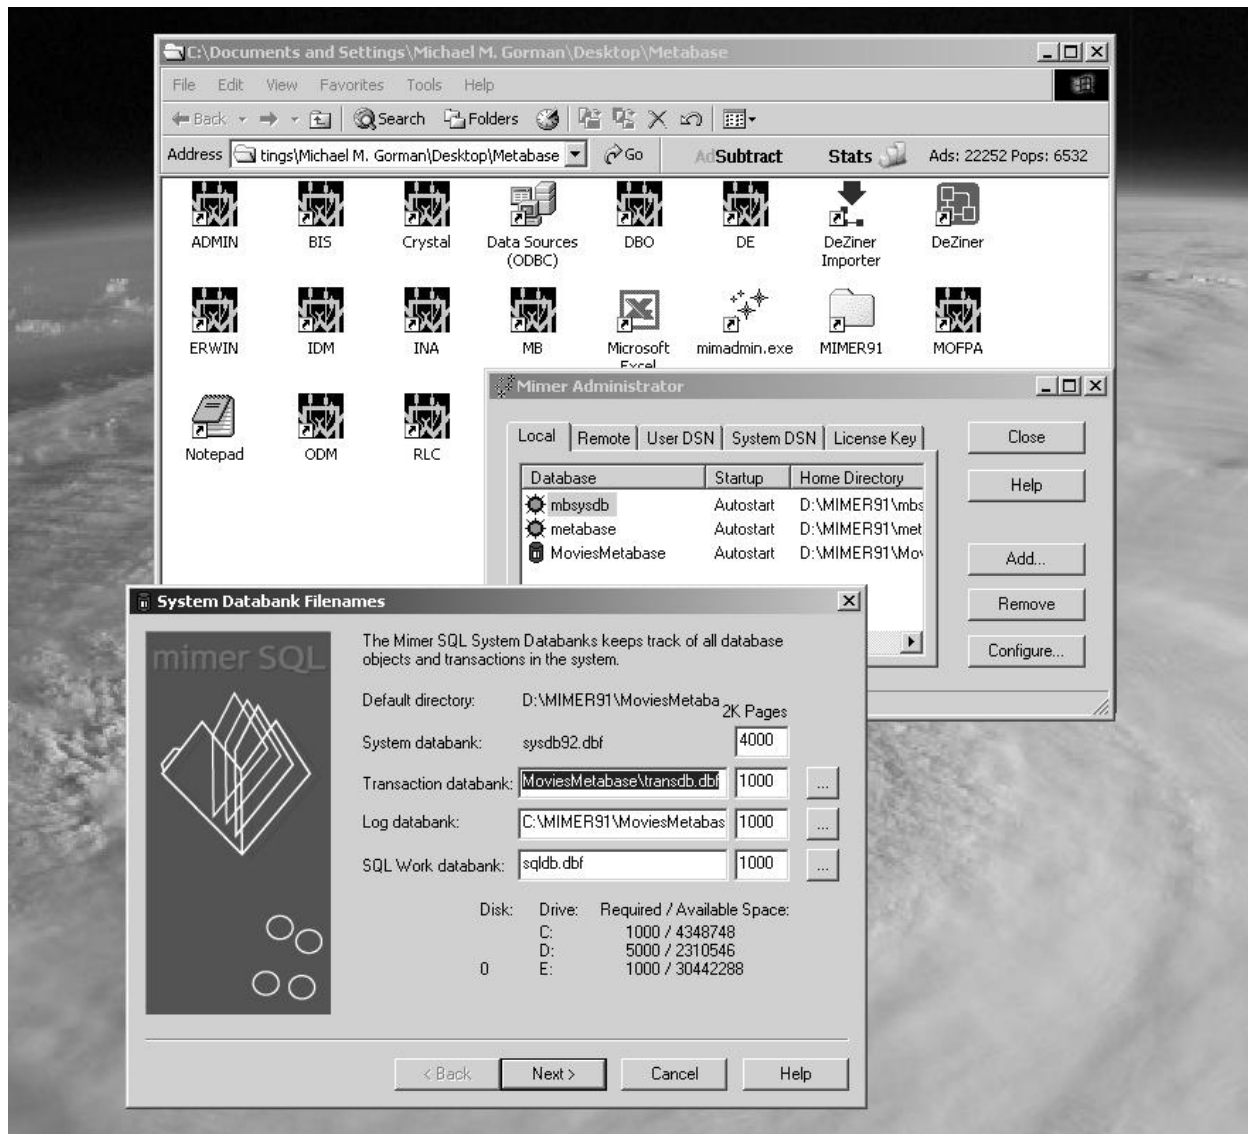 C:\Documents and Settings\Michael M. Gorman\Desktop\Metabase
File Edit View Favorites Tools Help
Back Search Folders
Address tings\Michael M. Gorman\Desktop\Metabase Go AdSubtract Stats Ads: 22252 Pops: 6532
ADMIN BIS Crystal Data Sources DBO DE DeZiner DeZiner
(ODBC) Importer
ERWIN IDM INA MB Microsoft mimadmin.exe MIMER91 MOFPA
Excel
Notepad ODM RLC
Mimer Administrator
Local Remote User DSN System DSN License Key Close
Database Startup Home Directory Help
mbsysdb Autostart D:\MIMER91\mbs
metabase Autostart D:\MIMER91\met
MoviesMetabase Autostart D:\MIMER91\Mov
Add...
Remove
Configure...
System Databank Filenames
mimer SQL
The Mimer SQL System Databanks keeps track of all database
objects and transactions in the system.
Default directory: D:\MIMER91\MoviesMetaba
2K Pages
System databank: sysdb92.dbf 4000
Transaction databank: MoviesMetabase\transdb.dbf 1000 ...
Log databank: C:\MIMER91\MoviesMetabas 1000 ...
SQL Work databank: sqldb.dbf 1000 ...
Disk: Drive: Required / Available Space:
C: 1000 / 4348748
D: 5000 / 2310546
0 E: 1000 / 30442288
< Back Next > Cancel Help